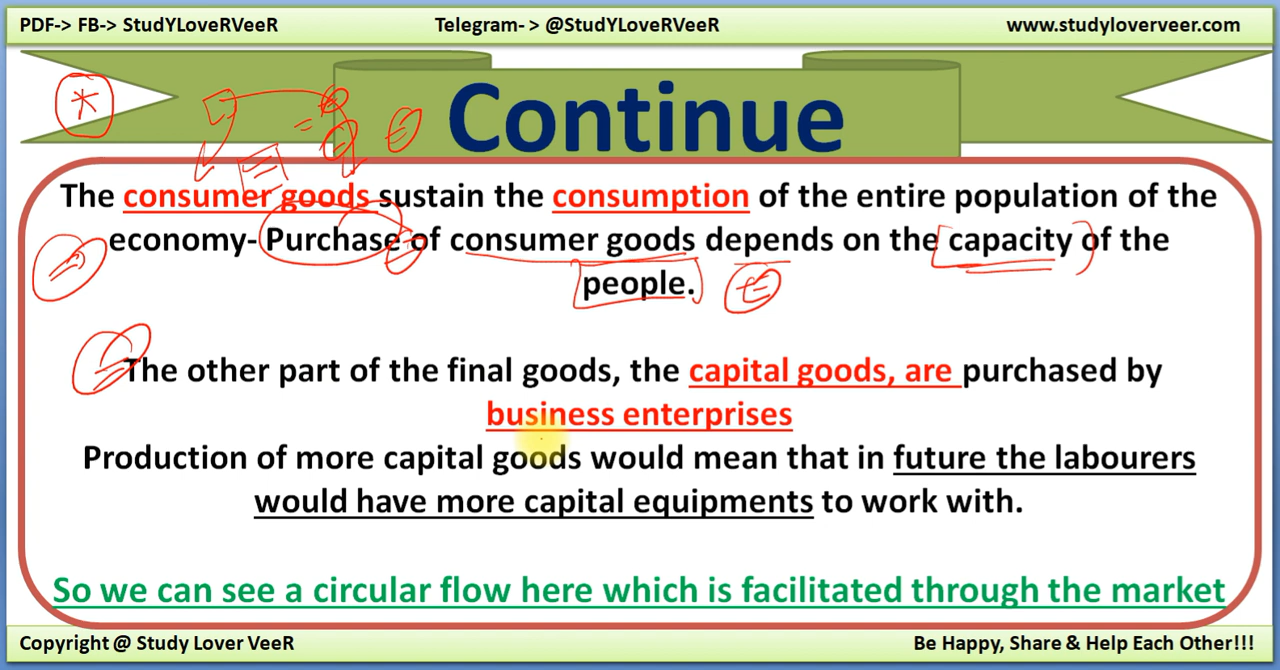 PDF-> FB-> StudYLoveRVeeR Telegram- > @StudYLoveRVeeR www.studyloverveer.com
Continue
The consumer goods sustain the consumption of the entire population of the
economy- Purchase of consumer goods depends on the capacity of the
people.
The other part of the final goods, the capital goods, are purchased by
business enterprises
Production of more capital goods would mean that in future the labourers
would have more capital equipments to work with.
So we can see a circular flow here which is facilitated through the market
Copyright @ Study Lover VeeR Be Happy, Share & Help Each Other!!!